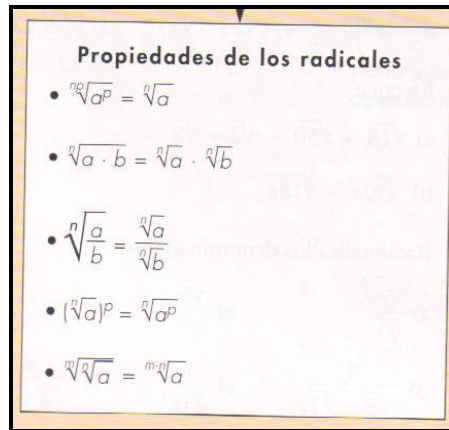 Propiedades de los radicales
• ⁿᵖ√aᵖ = ⁿ√a
• ⁿ√a · b = ⁿ√a · ⁿ√b
• ⁿ√(a/b) = ⁿ√a / ⁿ√b
• (ⁿ√a)ᵖ = ⁿ√aᵖ
• ᵐ√ⁿ√a = ᵐ·ⁿ√a